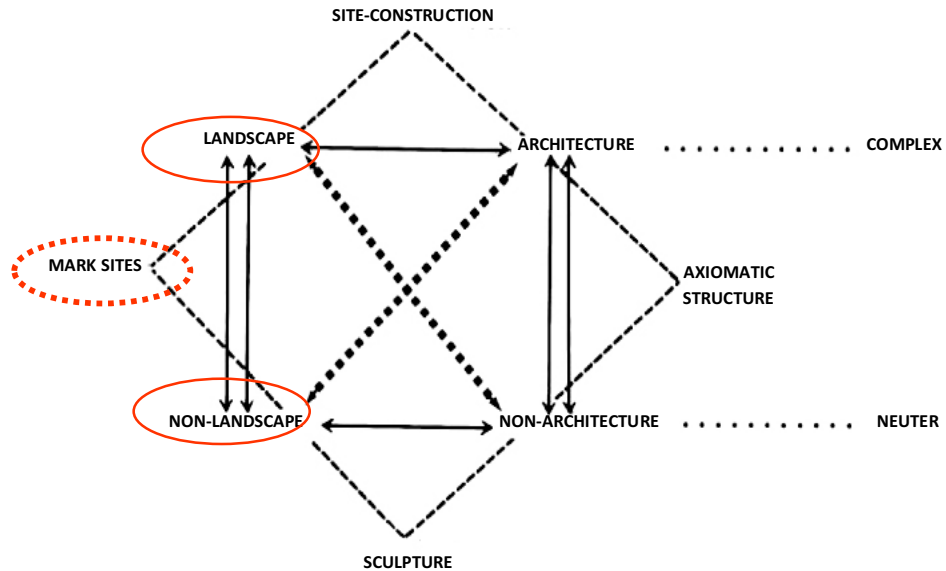 SITE-CONSTRUCTION
LANDSCAPE
ARCHITECTURE
COMPLEX
MARK SITES
AXIOMATIC
STRUCTURE
NON-LANDSCAPE
NON-ARCHITECTURE
NEUTER
SCULPTURE